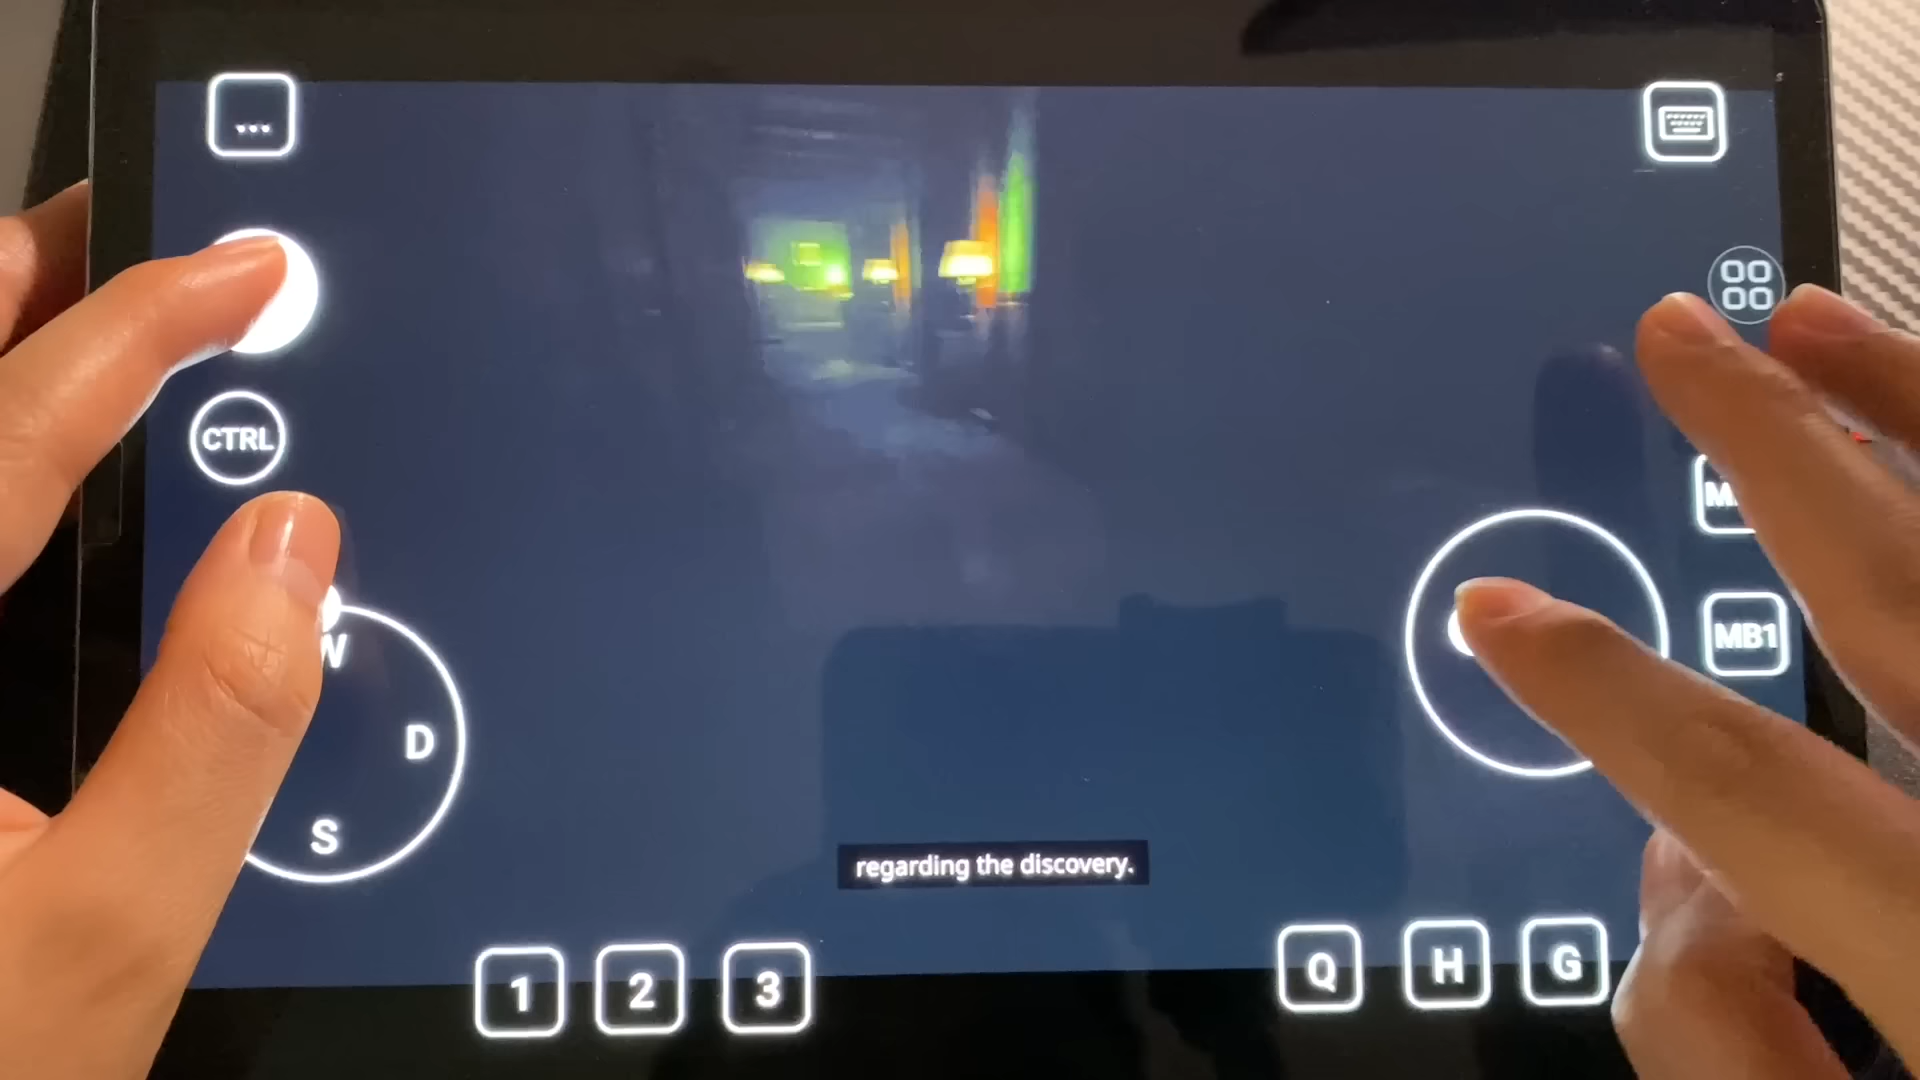 ...
CTRL
W
MB1
D
S
regarding the discovery.
1 2 3 Q H G